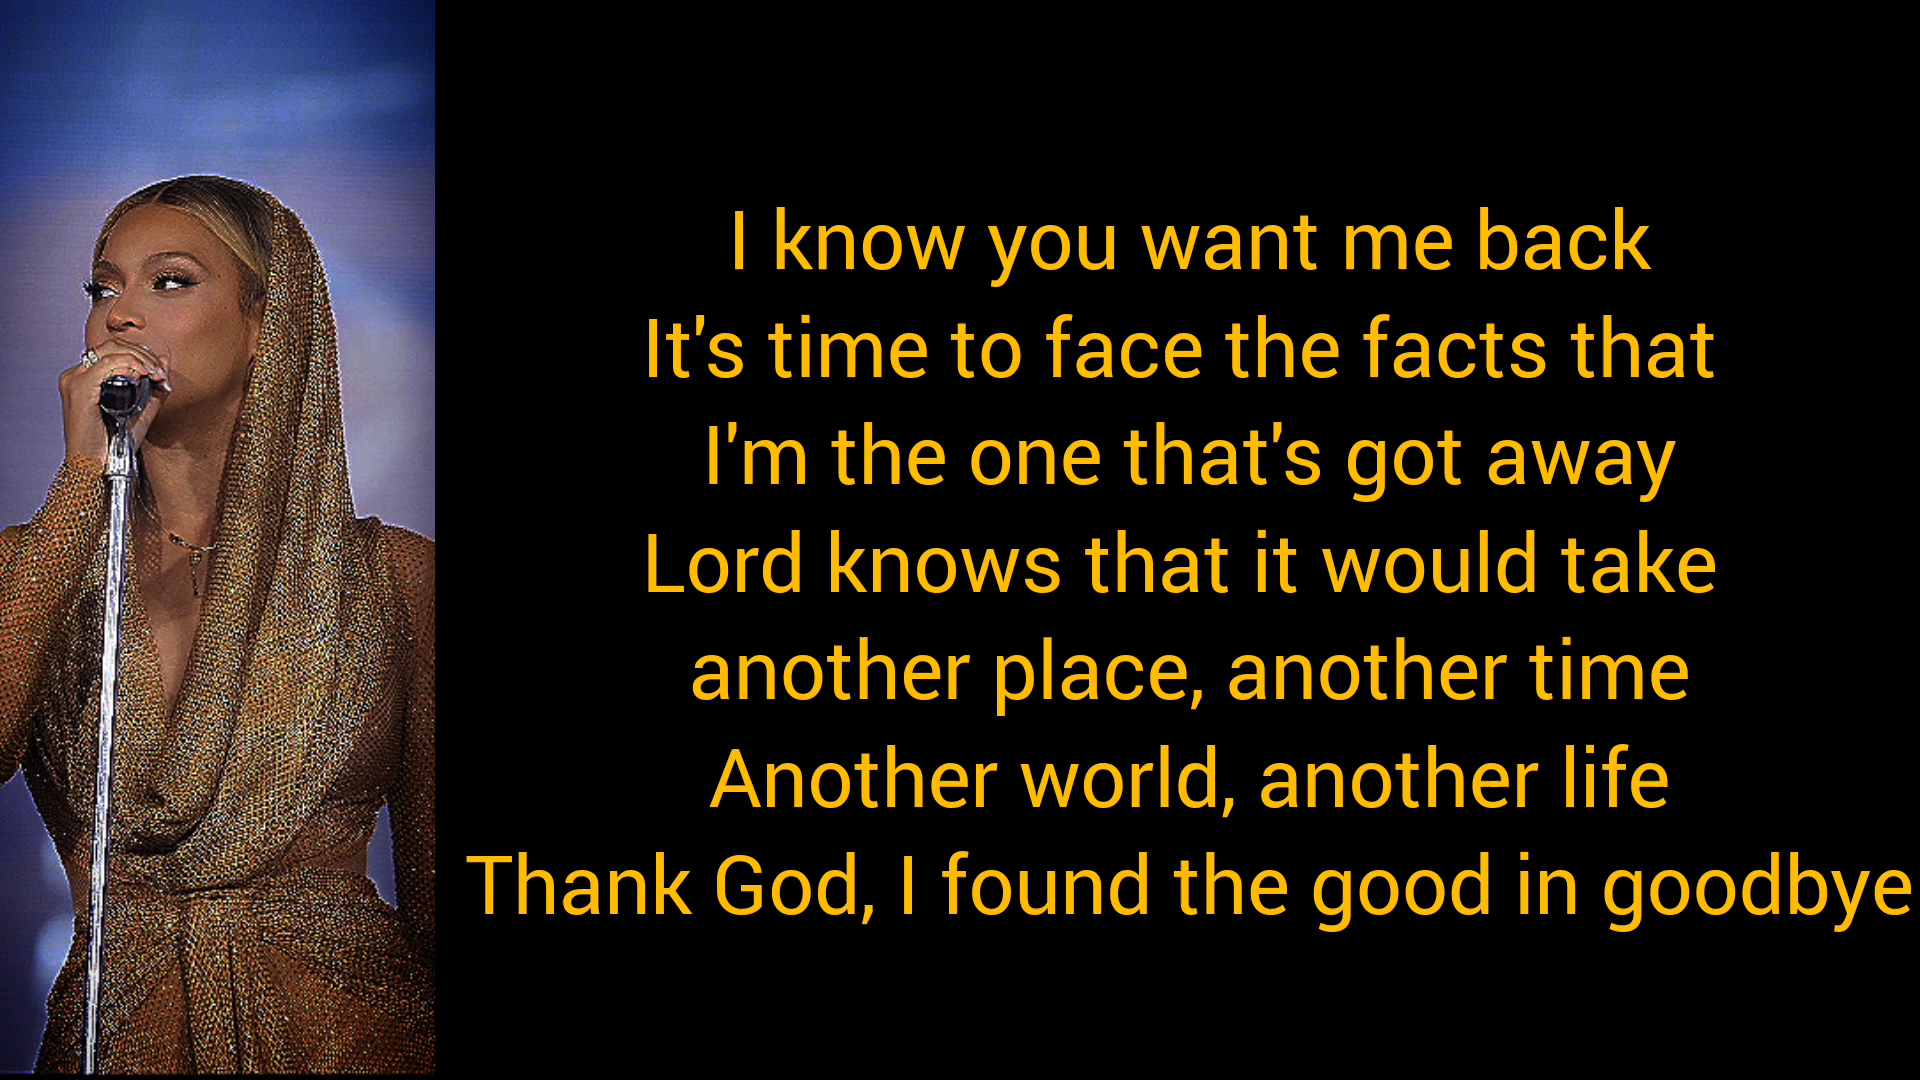 I know you want me back
It's time to face the facts that
I'm the one that's got away
Lord knows that it would take
another place, another time
Another world, another life
Thank God, I found the good in goodbye